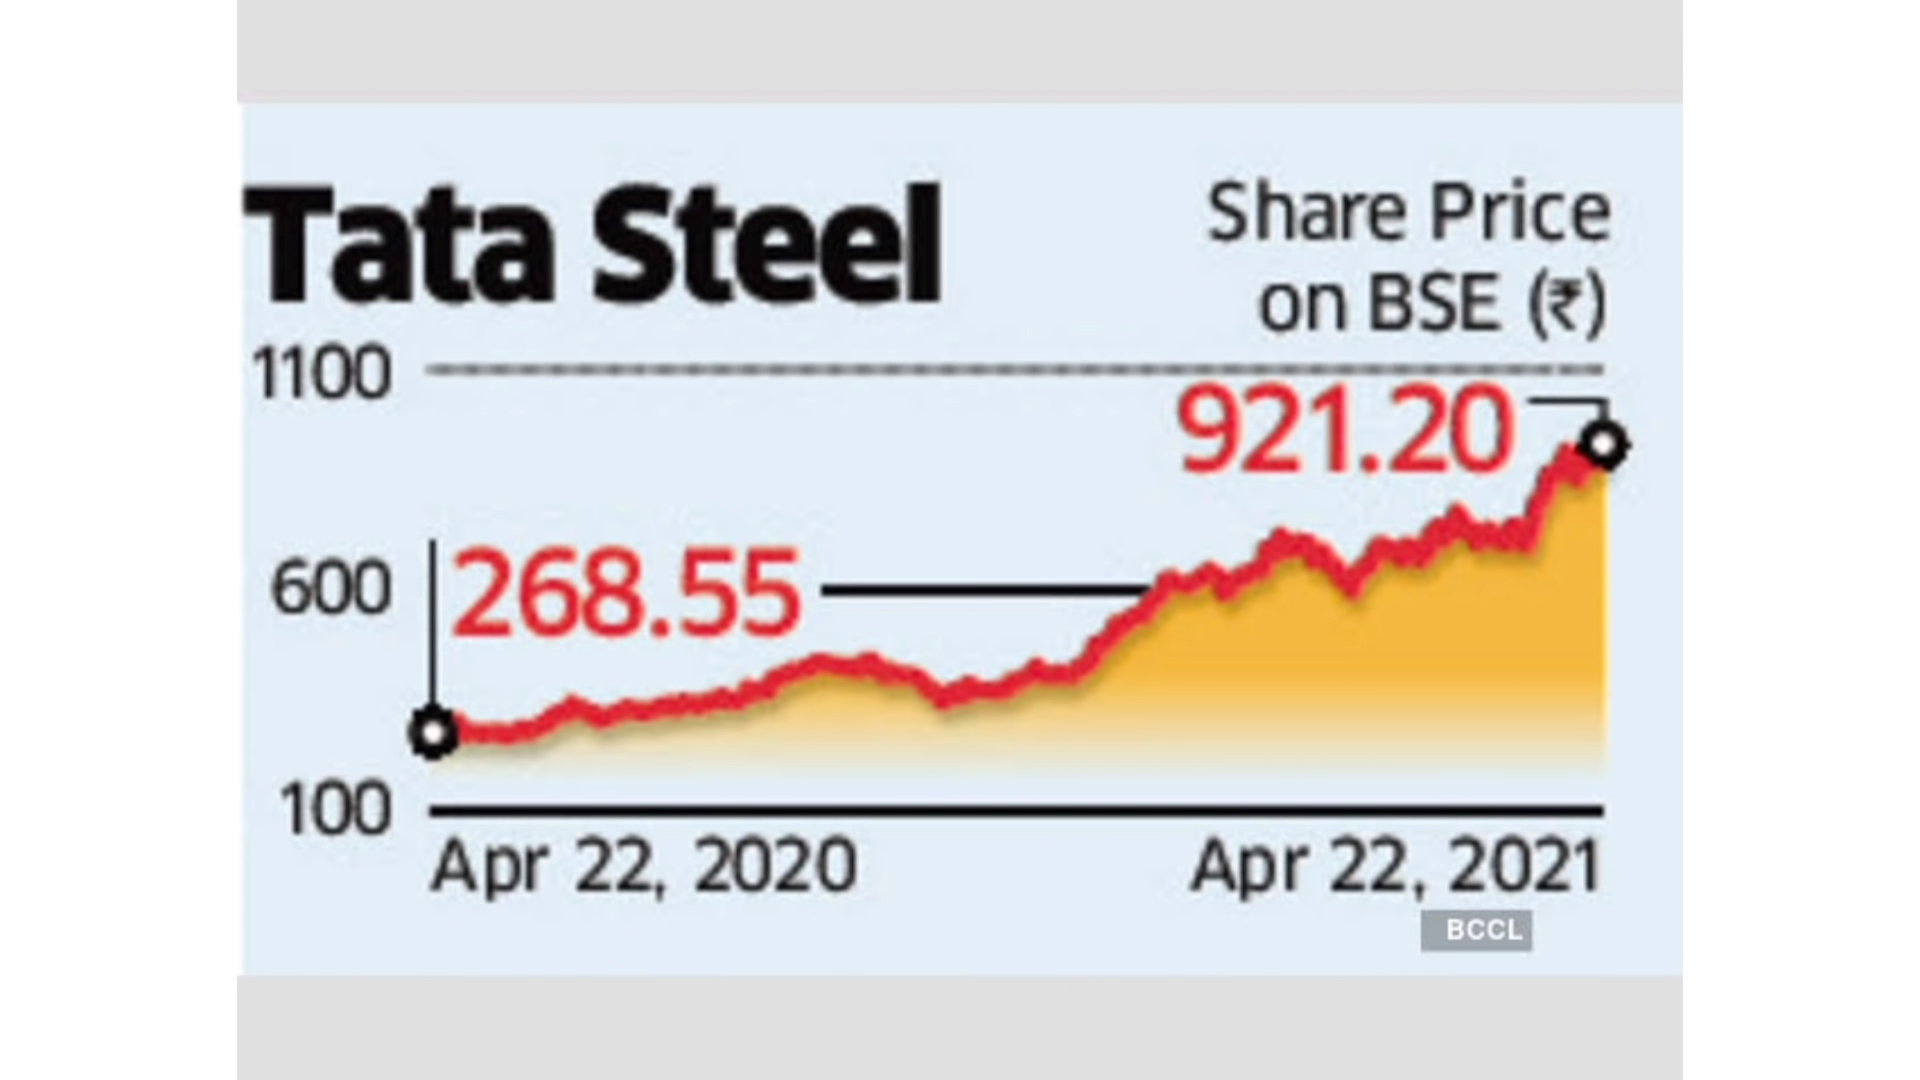 Tata Steel
Share Price
on BSE (₹)
1100
921.20
600
268.55
100
Apr 22, 2020
Apr 22, 2021
BCCL